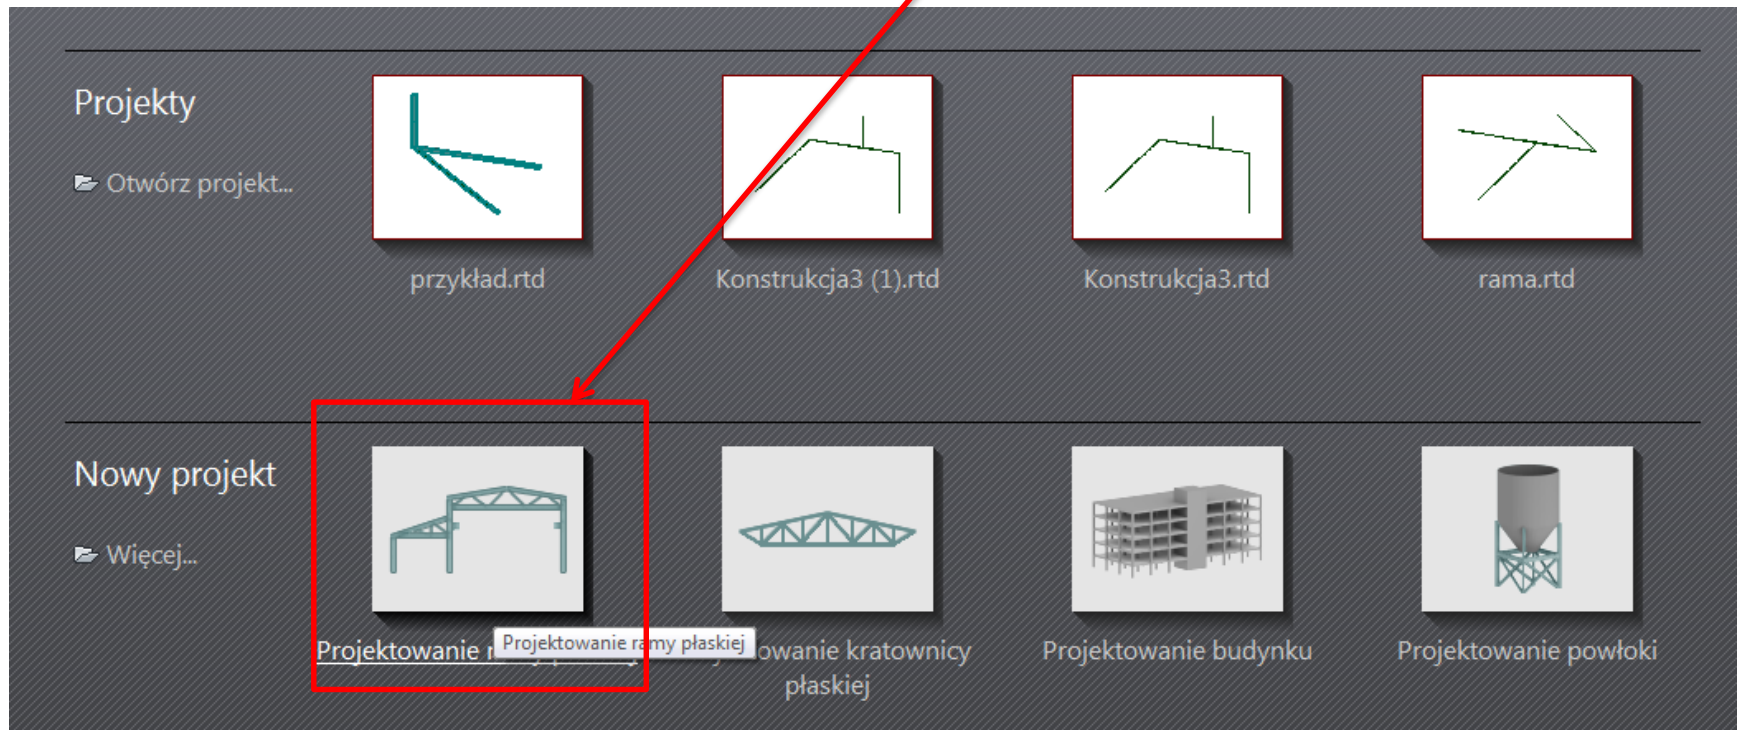 Projekty
Otwórz projekt...
przykład.rtd
Konstrukcja3 (1).rtd
Konstrukcja3.rtd
rama.rtd
Nowy projekt
Więcej...
Projektowanie
Projektowanie ramy płaskiej
kratownicy
płaskiej
Projektowanie budynku
Projektowanie powłoki